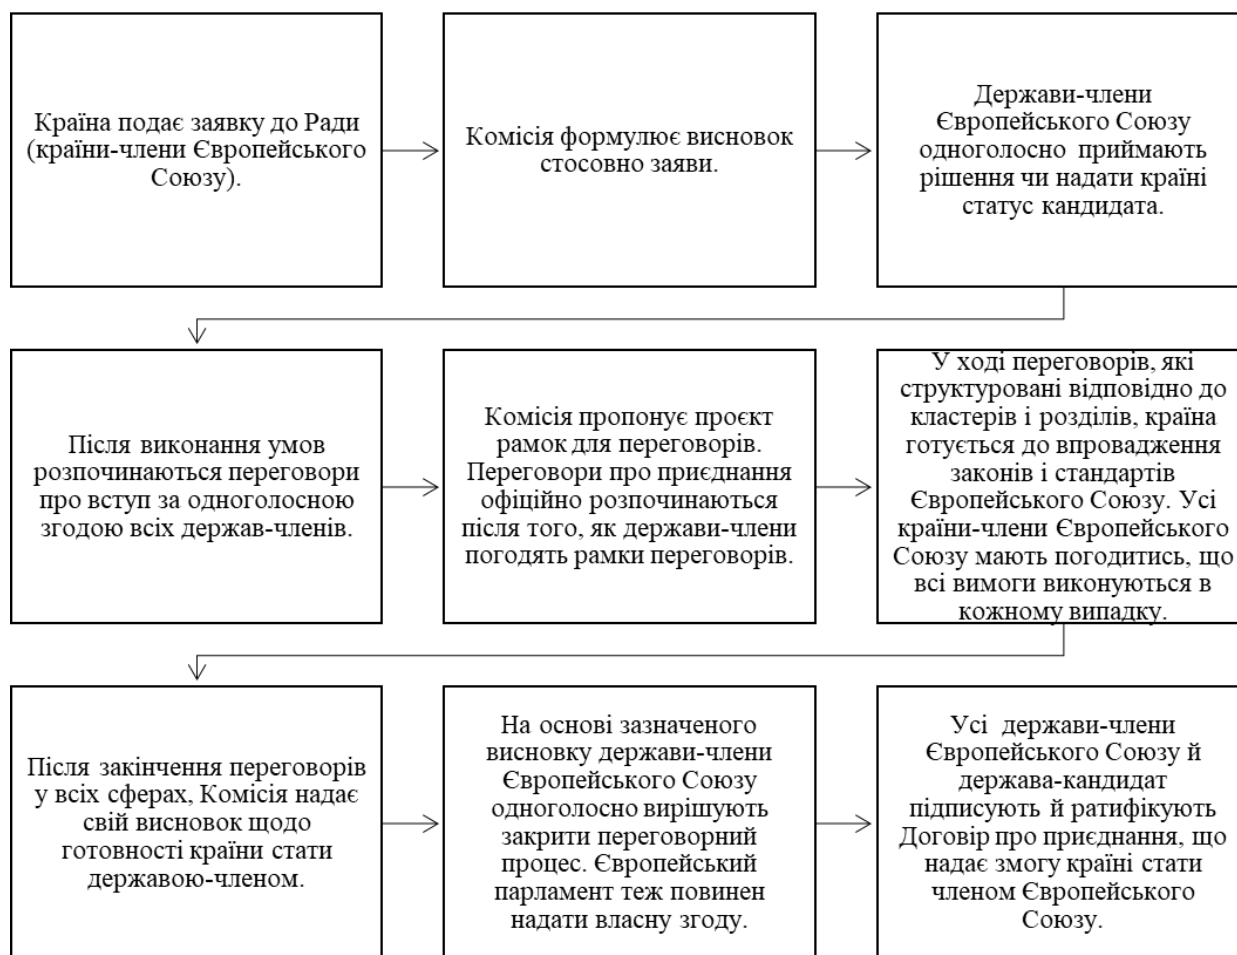 Країна подає заявку до Ради
(країни-члени Європейського
Союзу).
Комісія формулює висновок
стосовно заяви.
Держави-члени
Європейського Союзу
одноголосно приймають
рішення чи надати країні
статус кандидата.
Після виконання умов
розпочинаються переговори
про вступ за одноголосною
згодою всіх держав-членів.
Комісія пропонує проєкт
рамок для переговорів.
Переговори про приєднання
офіційно розпочинаються
після того, як держави-члени
погодять рамки переговорів.
У ході переговорів, які
структуровані відповідно до
кластерів і розділів, країна
готується до впровадження
законів і стандартів
Європейського Союзу. Усі
країни-члени Європейського
Союзу мають погодитись, що
всі вимоги виконуються в
кожному випадку.
Після закінчення переговорів
у всіх сферах, Комісія надає
свій висновок щодо
готовності країни стати
державою-членом.
На основі зазначеного
висновку держави-члени
Європейського Союзу
одноголосно вирішують
закрити переговорний
процес. Європейський
парламент теж повинен
надати власну згоду.
Усі держави-члени
Європейського Союзу й
держава-кандидат
підписують й ратифікують
Договір про приєднання, що
надає змогу країні стати
членом Європейського
Союзу.